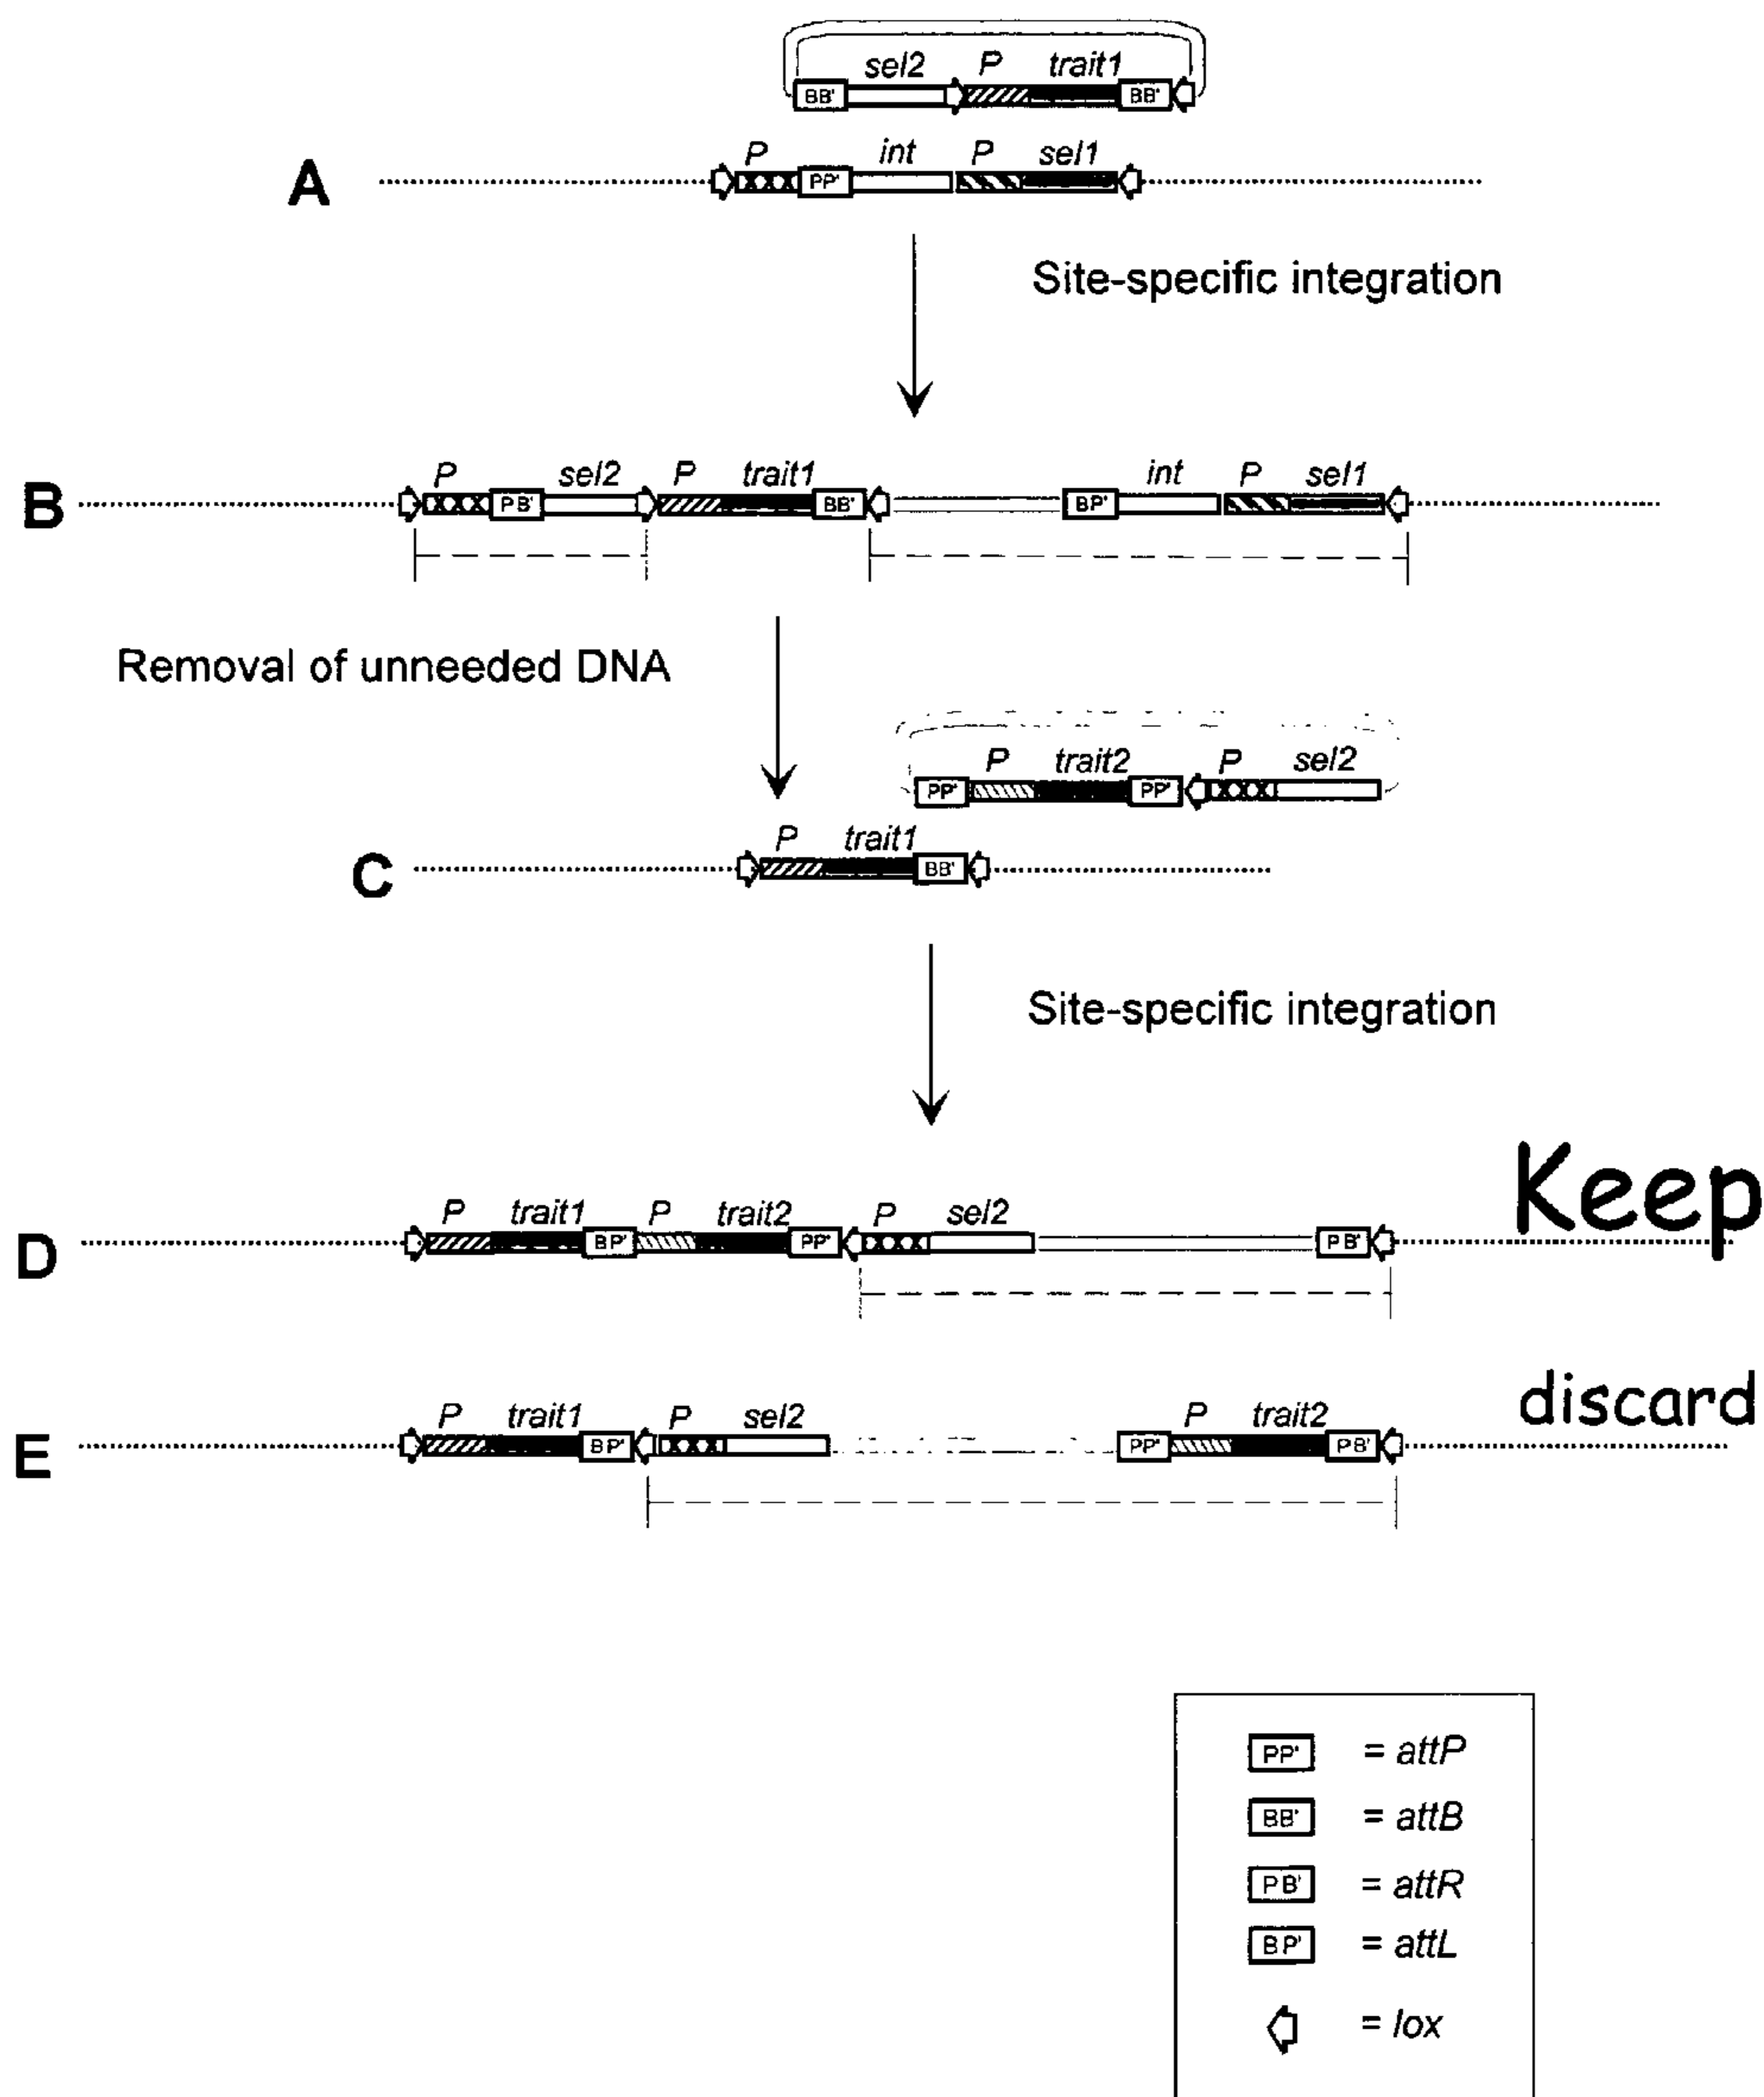 sel2 P trait1
BB' BB'
P int P sel1
A PP'
Site-specific integration
P sel2 P trait1 int P sel1
B PB' BB' BP'
Removal of unneeded DNA
P trait2 P sel2
PP' PP'
P trait1
C BB'
Site-specific integration
Keep
P trait1 P trait2 P sel2
D BP' PP' PB'
discard
P trait1 P sel2 P trait2
E BP' PP' PB'
PP' = attP
BB' = attB
PB' = attR
BP' = attL
= lox